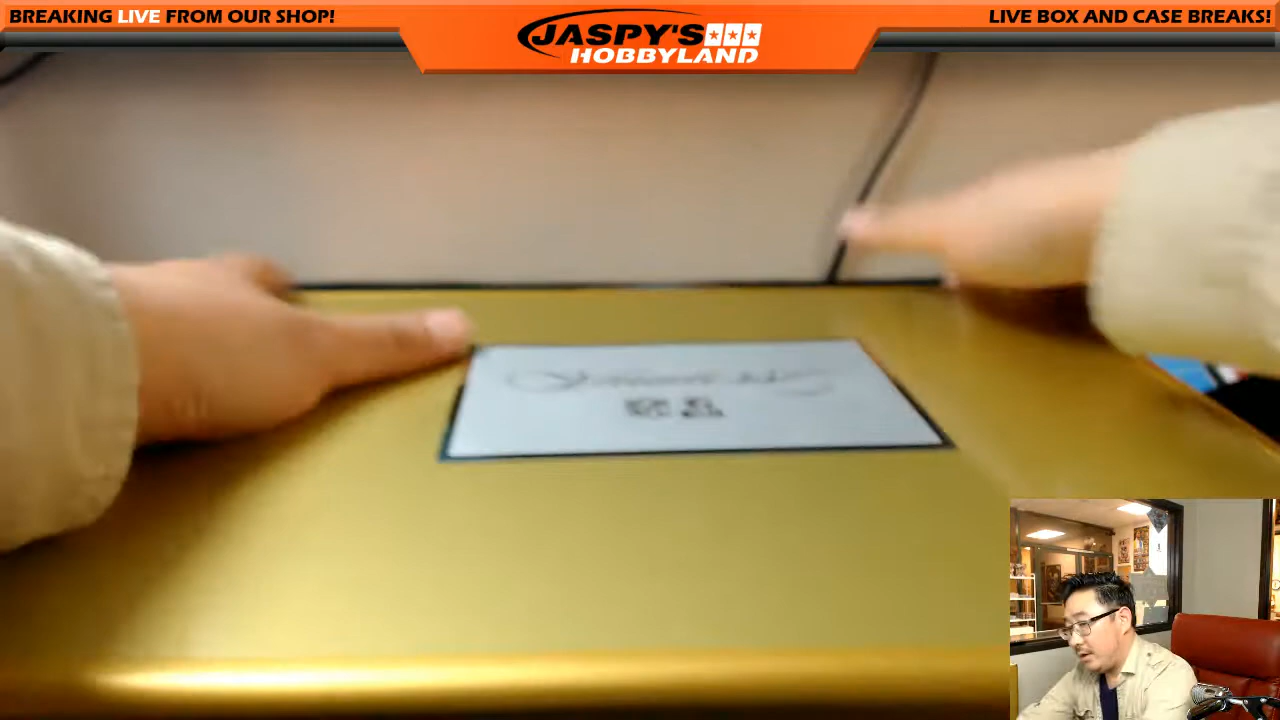 BREAKING LIVE FROM OUR SHOP!
JASPY'S
HOBBYLAND
LIVE BOX AND CASE BREAKS!